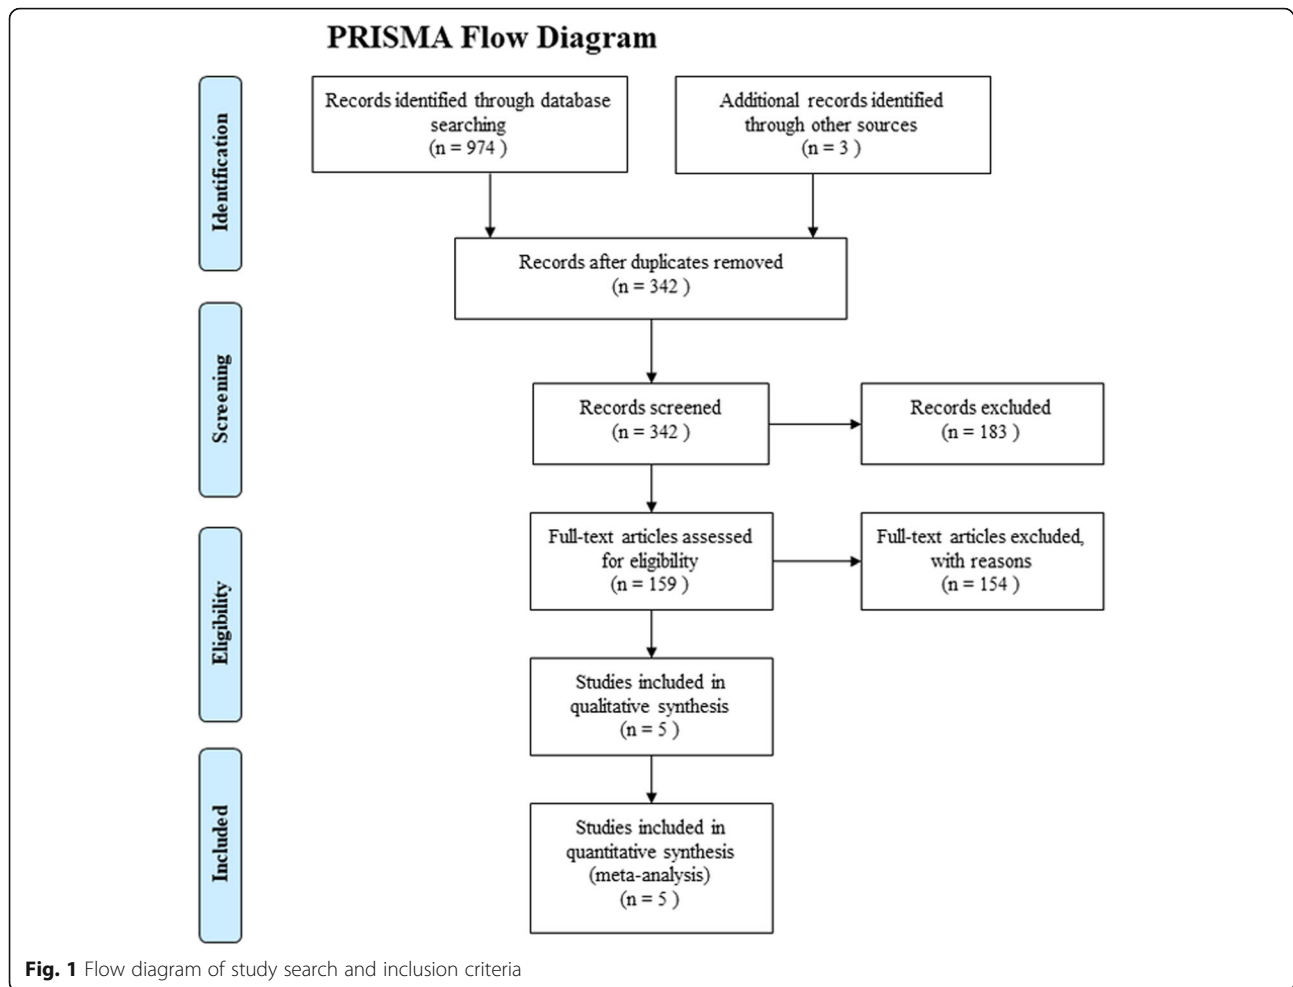 PRISMA Flow Diagram
Identification
Records identified through database
searching
(n = 974 )
Additional records identified
through other sources
(n = 3 )
Records after duplicates removed
(n = 342 )
Screening
Records screened
(n = 342 )
Records excluded
(n = 183 )
Eligibility
Full-text articles assessed
for eligibility
(n = 159 )
Full-text articles excluded,
with reasons
(n = 154 )
Studies included in
qualitative synthesis
(n = 5 )
Included
Studies included in
quantitative synthesis
(meta-analysis)
(n = 5 )
Fig. 1 Flow diagram of study search and inclusion criteria